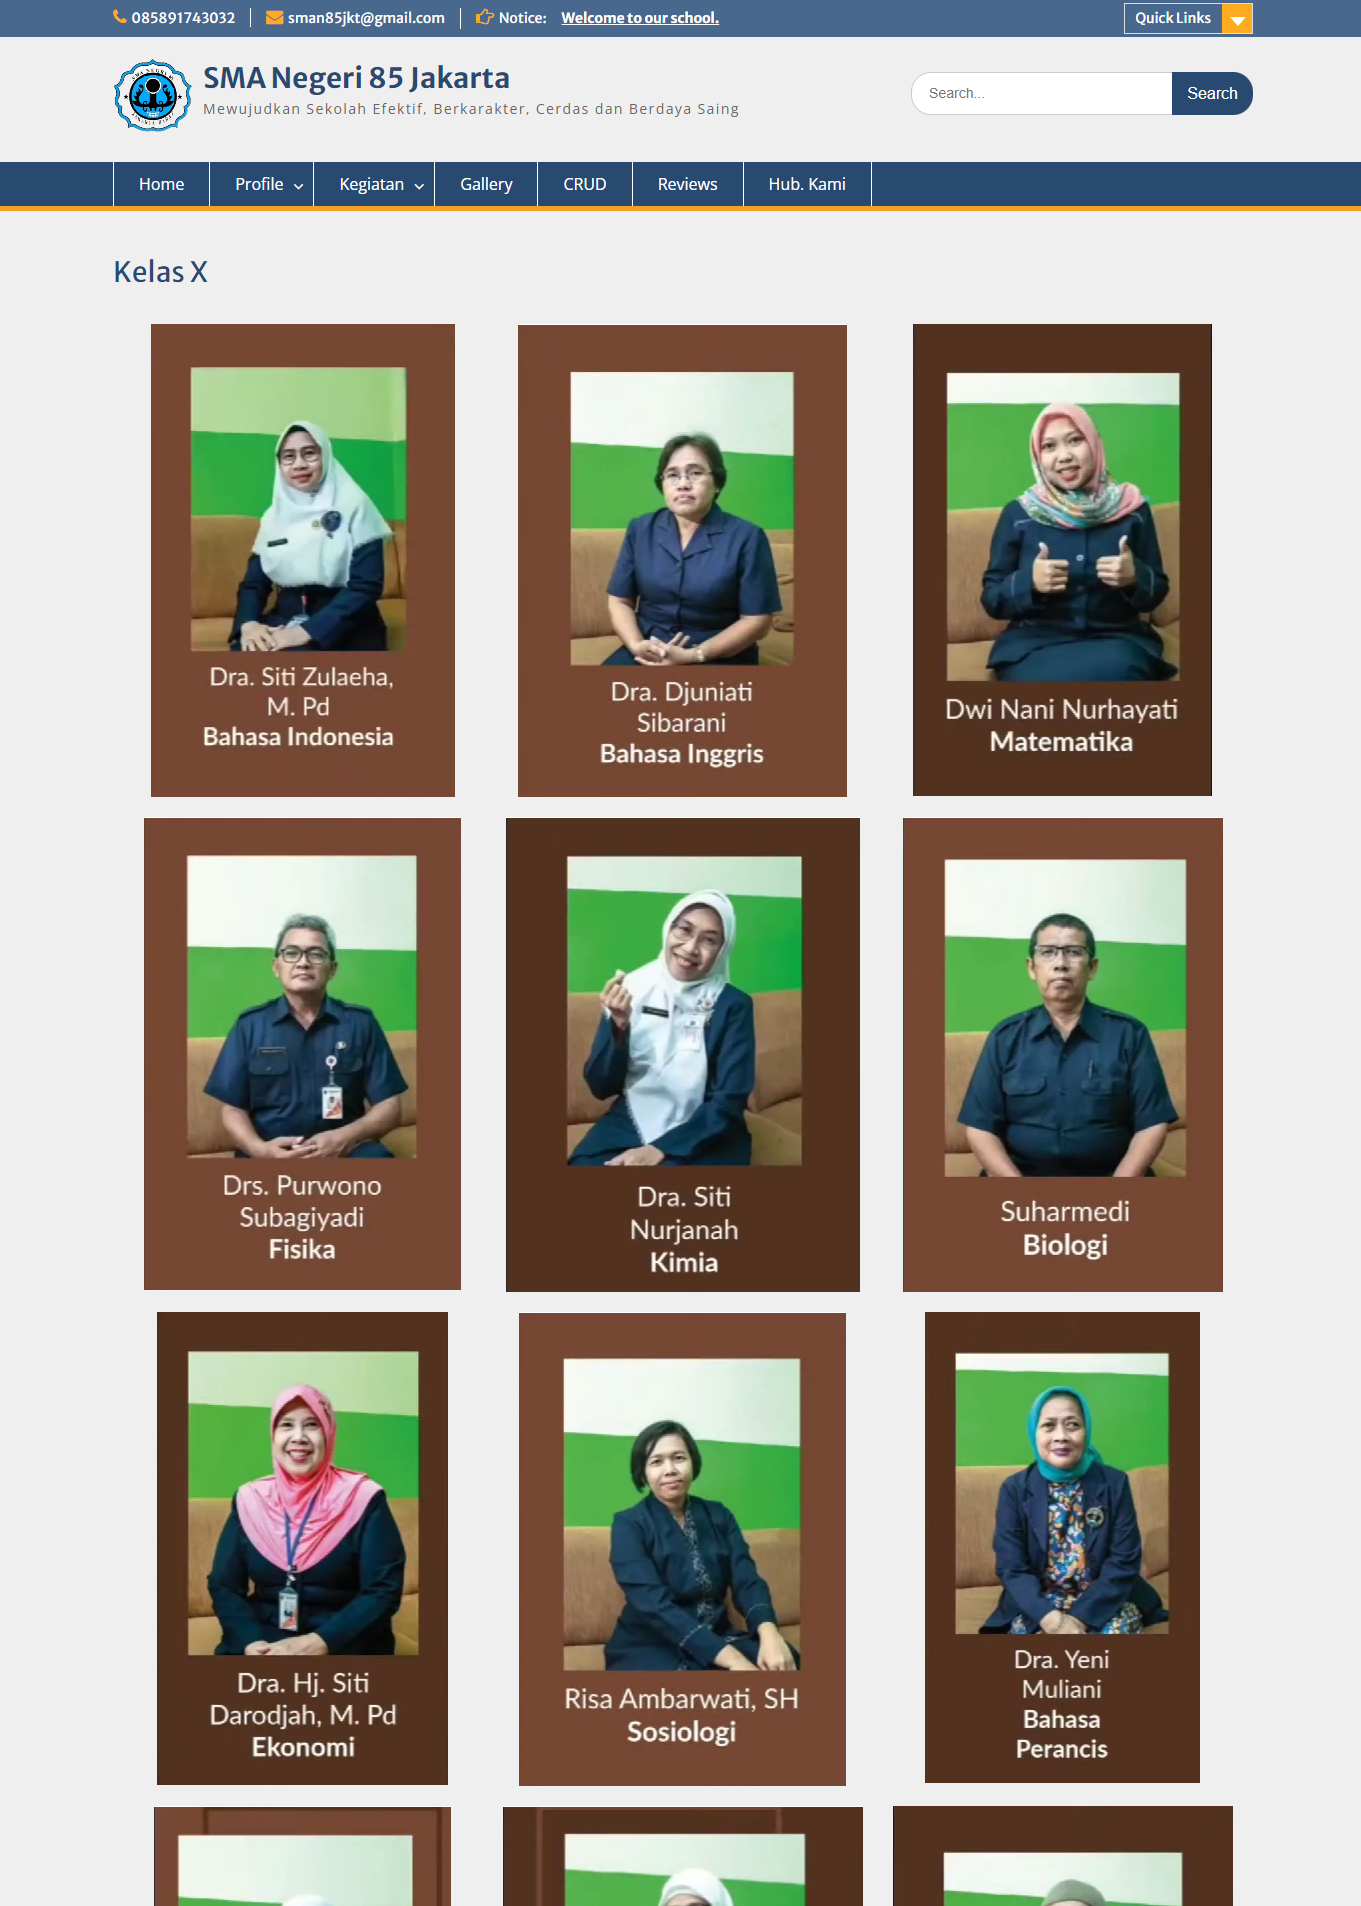 085891743032
sman85jkt@gmail.com
Notice: Welcome to our school.
Quick Links
SMA Negeri 85 Jakarta
Mewujudkan Sekolah Efektif, Berkarakter, Cerdas dan Berdaya Saing
Search...
Search
Home
Profile
Kegiatan
Gallery
CRUD
Reviews
Hub. Kami
Kelas X
Dra. Siti Zulaeha,
M. Pd
Bahasa Indonesia
Dra. Djuniati
Sibarani
Bahasa Inggris
Dwi Nani Nurhayati
Matematika
Drs. Purwono
Subagiyadi
Fisika
Dra. Siti
Nurjanah
Kimia
Suharmedi
Biologi
Dra. Hj. Siti
Darodjah, M. Pd
Ekonomi
Risa Ambarwati, SH
Sosiologi
Dra. Yeni
Muliani
Bahasa
Perancis